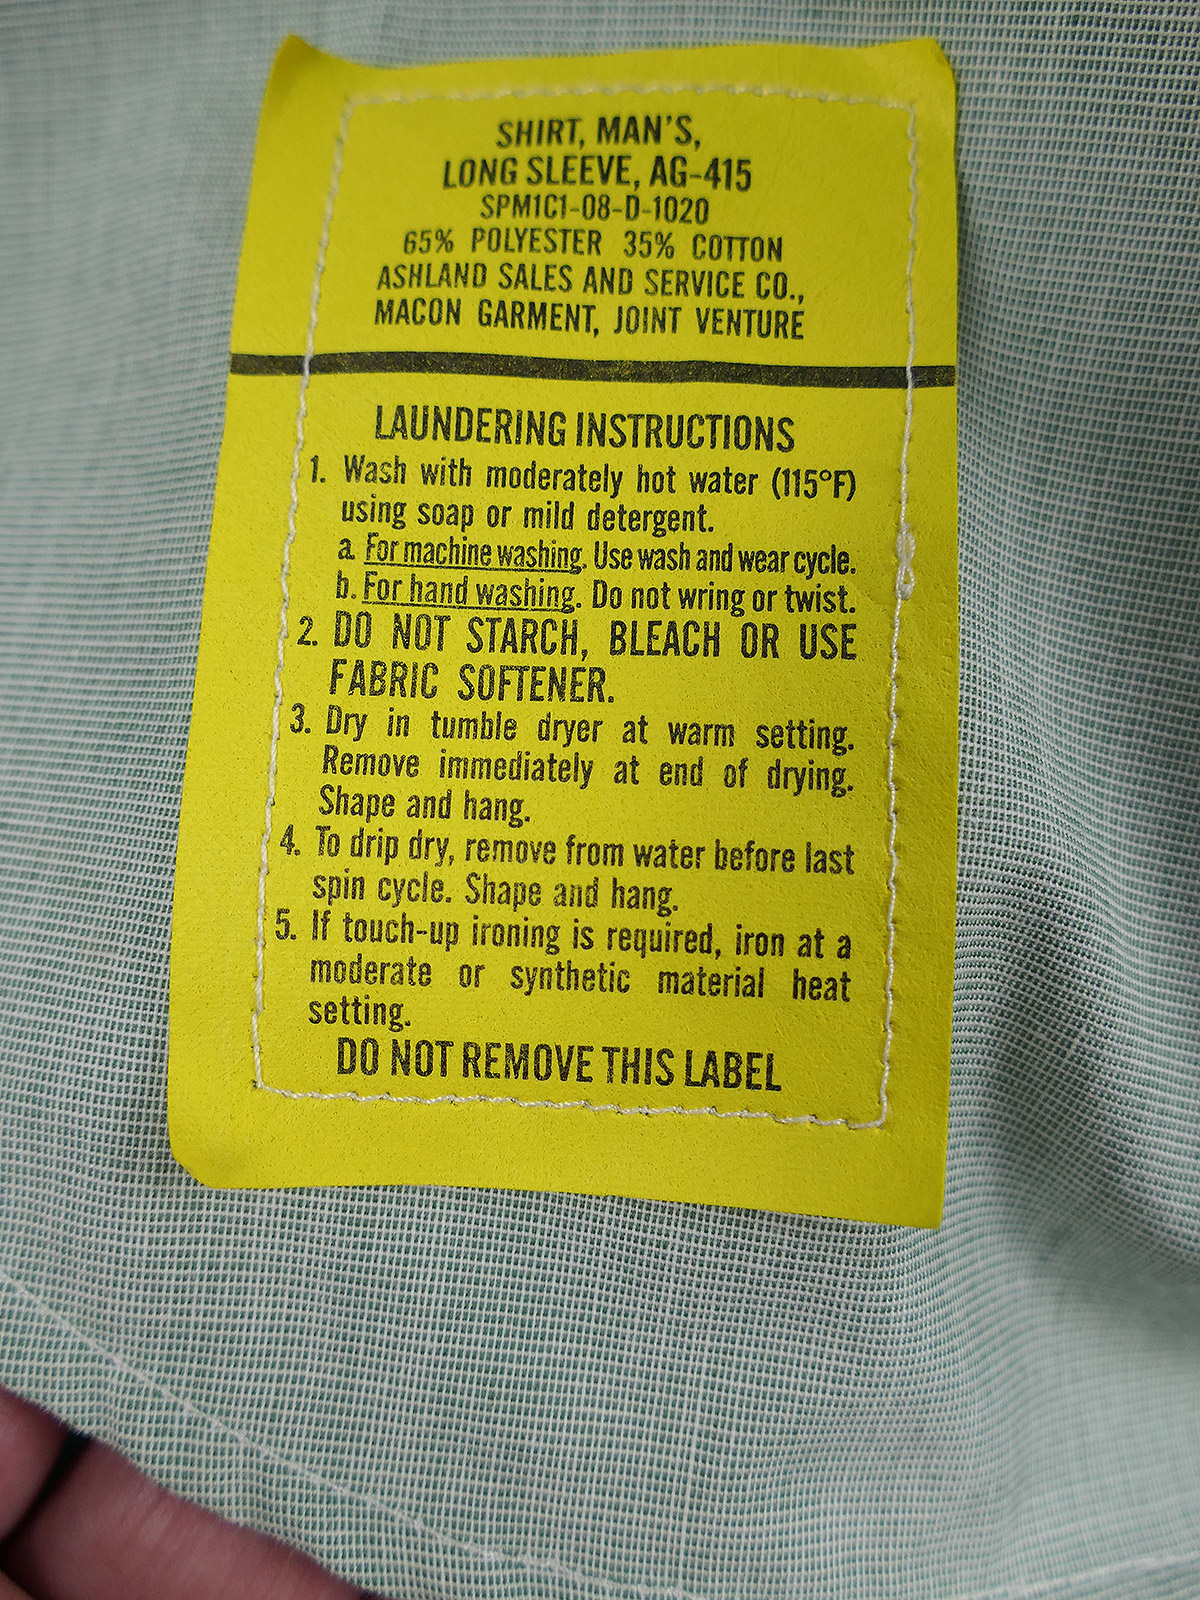 SHIRT, MAN'S,
LONG SLEEVE, AG-415
SPM1C1-08-D-1020
65% POLYESTER 35% COTTON
ASHLAND SALES AND SERVICE CO.,
MACON GARMENT, JOINT VENTURE
LAUNDERING INSTRUCTIONS
1. Wash with moderately hot water (115°F)
using soap or mild detergent.
a. For machine washing. Use wash and wear cycle.
b. For hand washing. Do not wring or twist.
2. DO NOT STARCH, BLEACH OR USE
FABRIC SOFTENER.
3. Dry in tumble dryer at warm setting.
Remove immediately at end of drying.
Shape and hang.
4. To drip dry, remove from water before last
spin cycle. Shape and hang.
5. If touch-up ironing is required, iron at a
moderate or synthetic material heat
setting.
DO NOT REMOVE THIS LABEL